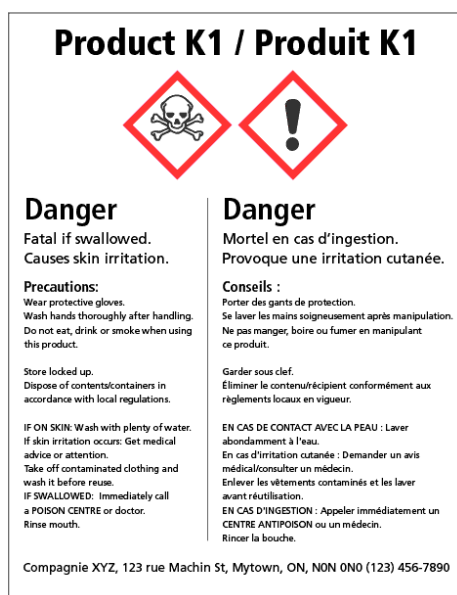 Product K1 / Produit K1
Danger
Fatal if swallowed.
Causes skin irritation.
Precautions:
Wear protective gloves.
Wash hands thoroughly after handling.
Do not eat, drink or smoke when using
this product.
Store locked up.
Dispose of contents/containers in
accordance with local regulations.
IF ON SKIN: Wash with plenty of water.
If skin irritation occurs: Get medical
advice or attention.
Take off contaminated clothing and
wash it before reuse.
IF SWALLOWED: Immediately call
a POISON CENTRE or doctor.
Rinse mouth.
Danger
Mortel en cas d'ingestion.
Provoque une irritation cutanée.
Conseils :
Porter des gants de protection.
Se laver les mains soigneusement après manipulation.
Ne pas manger, boire ou fumer en manipulant
ce produit.
Garder sous clef.
Éliminer le contenu/récipient conformément aux
règlements locaux en vigueur.
EN CAS DE CONTACT AVEC LA PEAU : Laver
abondamment à l'eau.
En cas d'irritation cutanée : Demander un avis
médical/consulter un médecin.
Enlever les vêtements contaminés et les laver
avant réutilisation.
EN CAS D'INGESTION : Appeler immédiatement un
CENTRE ANTIPOISON ou un médecin.
Rincer la bouche.
Compagnie XYZ, 123 rue Machin St, Mytown, ON, N0N 0N0 (123) 456-7890